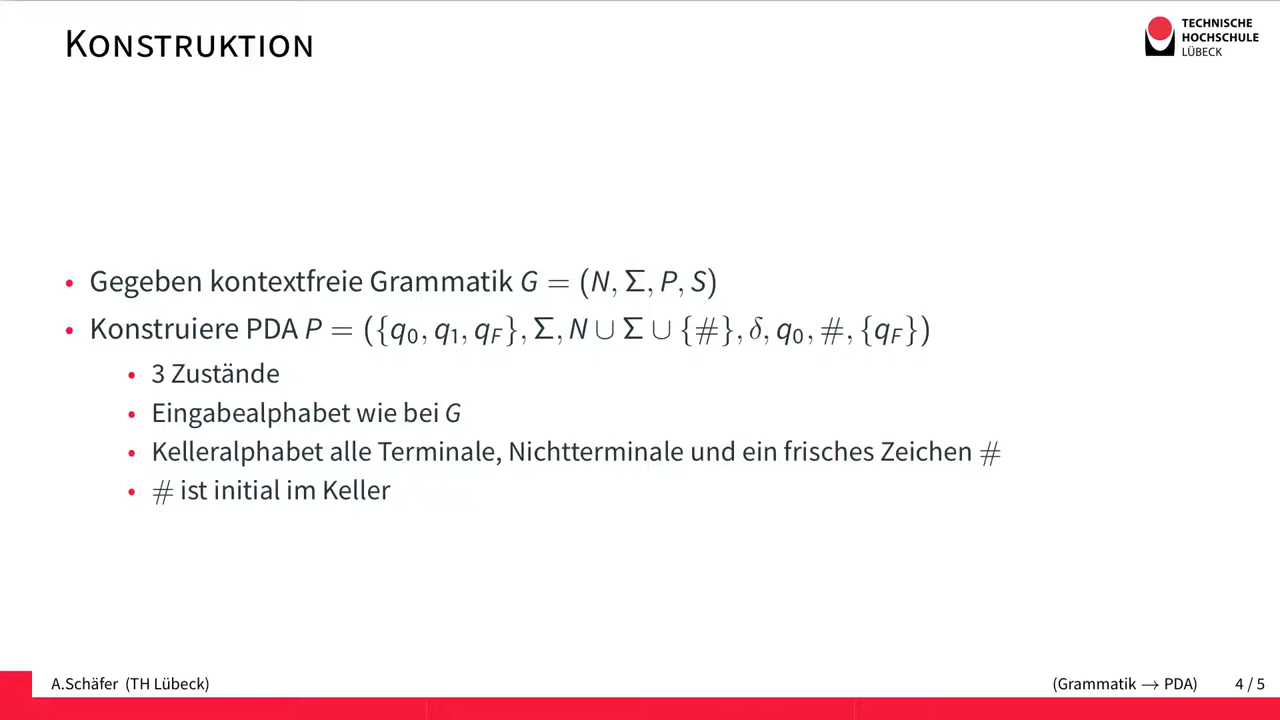 KONSTRUKTION
TECHNISCHE
HOCHSCHULE
LÜBECK
• Gegeben kontextfreie Grammatik G = (N, Σ, P, S)
• Konstruiere PDA P = ({q₀, q₁, q_F}, Σ, N ∪ Σ ∪ {#}, δ, q₀, #, {q_F})
• 3 Zustände
• Eingabealphabet wie bei G
• Kelleralphabet alle Terminale, Nichtterminale und ein frisches Zeichen #
• # ist initial im Keller
A.Schäfer (TH Lübeck)
(Grammatik → PDA)
4 / 5